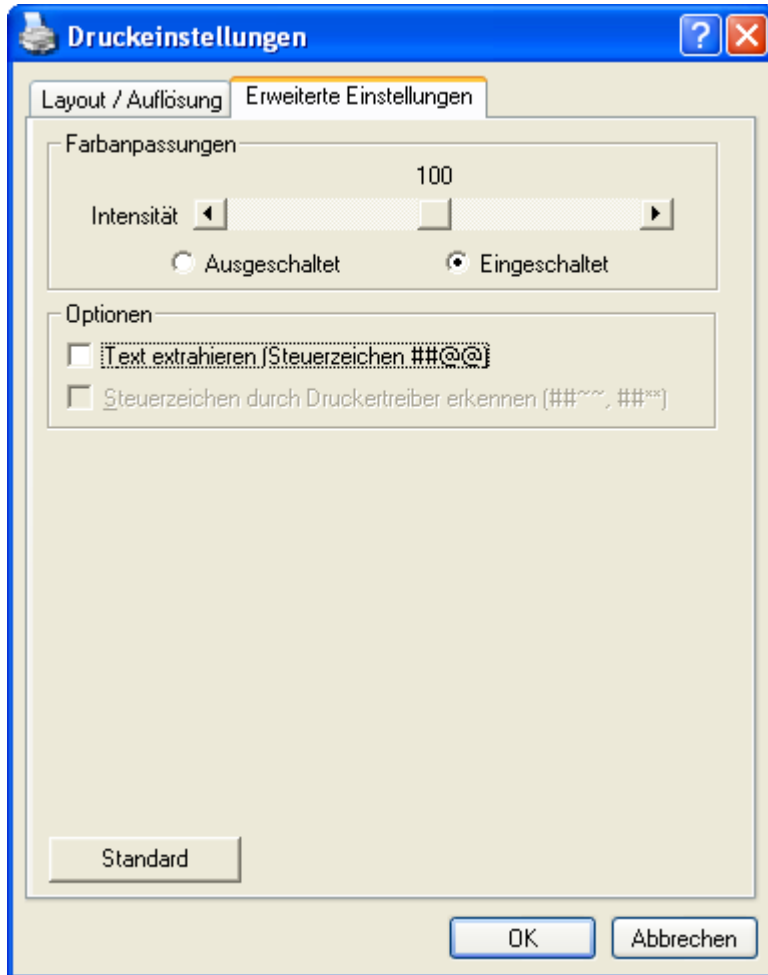 Druckeinstellungen
Layout / Auflösung
Erweiterte Einstellungen
Farbanpassungen
100
Intensität
Ausgeschaltet
Eingeschaltet
Optionen
Text extrahieren (Steuerzeichen ##@@)
Steuerzeichen durch Druckertreiber erkennen (##~~, ##**)
Standard
OK
Abbrechen